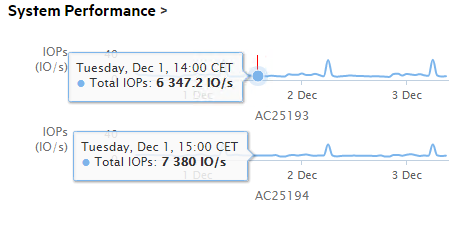 System Performance >
IOPs
(IO/s)
Tuesday, Dec 1, 14:00 CET
Total IOPs: 6 347.2 IO/s
1 Dec
2 Dec
3 Dec
AC25193
IOPs
(IO/s)
Tuesday, Dec 1, 15:00 CET
Total IOPs: 7 380 IO/s
2 Dec
3 Dec
AC25194